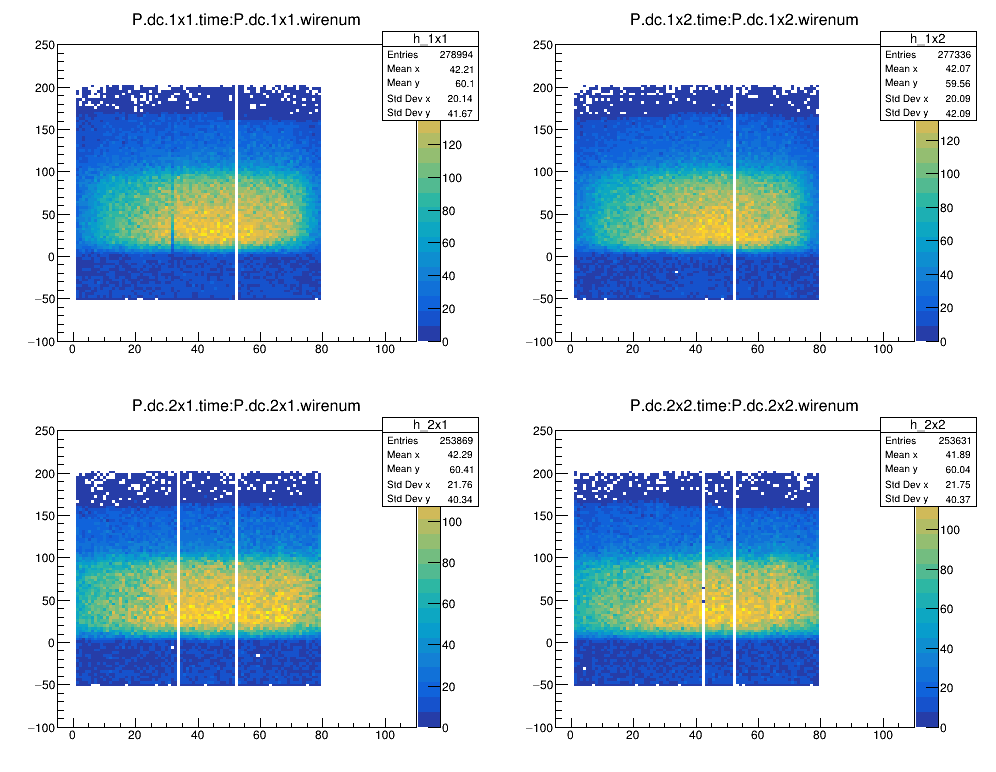 P.dc.1x1.time:P.dc.1x1.wirenum
h_1x1
Entries 278994
Mean x 42.21
Mean y 60.1
Std Dev x 20.14
Std Dev y 41.67
250
200
150
100
50
0
−50
−100
0 20 40 60 80 100
120
100
80
60
40
20
0
P.dc.1x2.time:P.dc.1x2.wirenum
h_1x2
Entries 277336
Mean x 42.07
Mean y 59.56
Std Dev x 20.09
Std Dev y 42.09
250
200
150
100
50
0
−50
−100
0 20 40 60 80 100
120
100
80
60
40
20
0
P.dc.2x1.time:P.dc.2x1.wirenum
h_2x1
Entries 253869
Mean x 42.29
Mean y 60.41
Std Dev x 21.76
Std Dev y 40.34
250
200
150
100
50
0
−50
−100
0 20 40 60 80 100
100
80
60
40
20
0
P.dc.2x2.time:P.dc.2x2.wirenum
h_2x2
Entries 253631
Mean x 41.89
Mean y 60.04
Std Dev x 21.75
Std Dev y 40.37
250
200
150
100
50
0
−50
−100
0 20 40 60 80 100
100
80
60
40
20
0